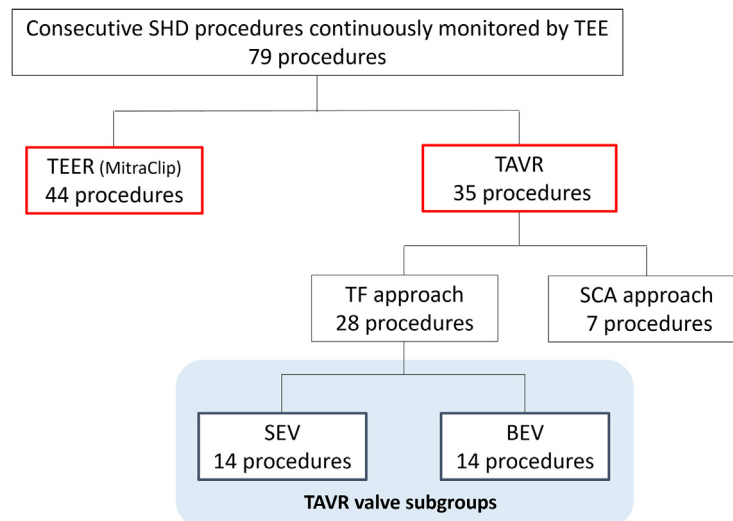 Consecutive SHD procedures continuously monitored by TEE
79 procedures
TEER (MitraClip)
44 procedures
TAVR
35 procedures
TF approach
28 procedures
SCA approach
7 procedures
SEV
14 procedures
BEV
14 procedures
TAVR valve subgroups